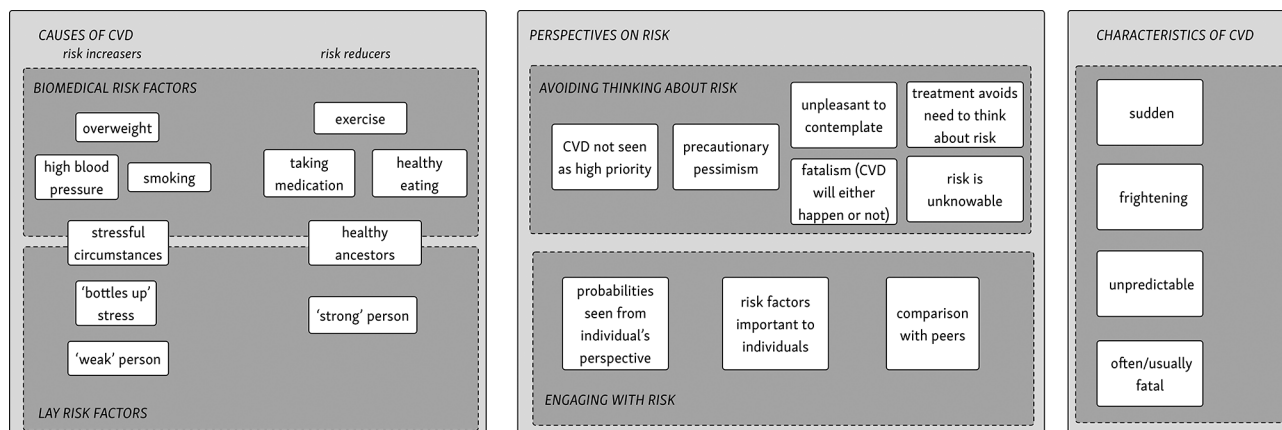 CAUSES OF CVD
risk increasers
risk reducers
BIOMEDICAL RISK FACTORS
overweight
high blood
pressure
smoking
exercise
taking
medication
healthy
eating
stressful
circumstances
healthy
ancestors
‘bottles up’
stress
‘strong’ person
‘weak’ person
LAY RISK FACTORS
PERSPECTIVES ON RISK
AVOIDING THINKING ABOUT RISK
CVD not seen
as high priority
precautionary
pessimism
unpleasant to
contemplate
treatment avoids
need to think
about risk
fatalism (CVD
will either
happen or not)
risk is
unknowable
probabilities
seen from
individual’s
perspective
risk factors
important to
individuals
comparison
with peers
ENGAGING WITH RISK
CHARACTERISTICS OF CVD
sudden
frightening
unpredictable
often/usually
fatal